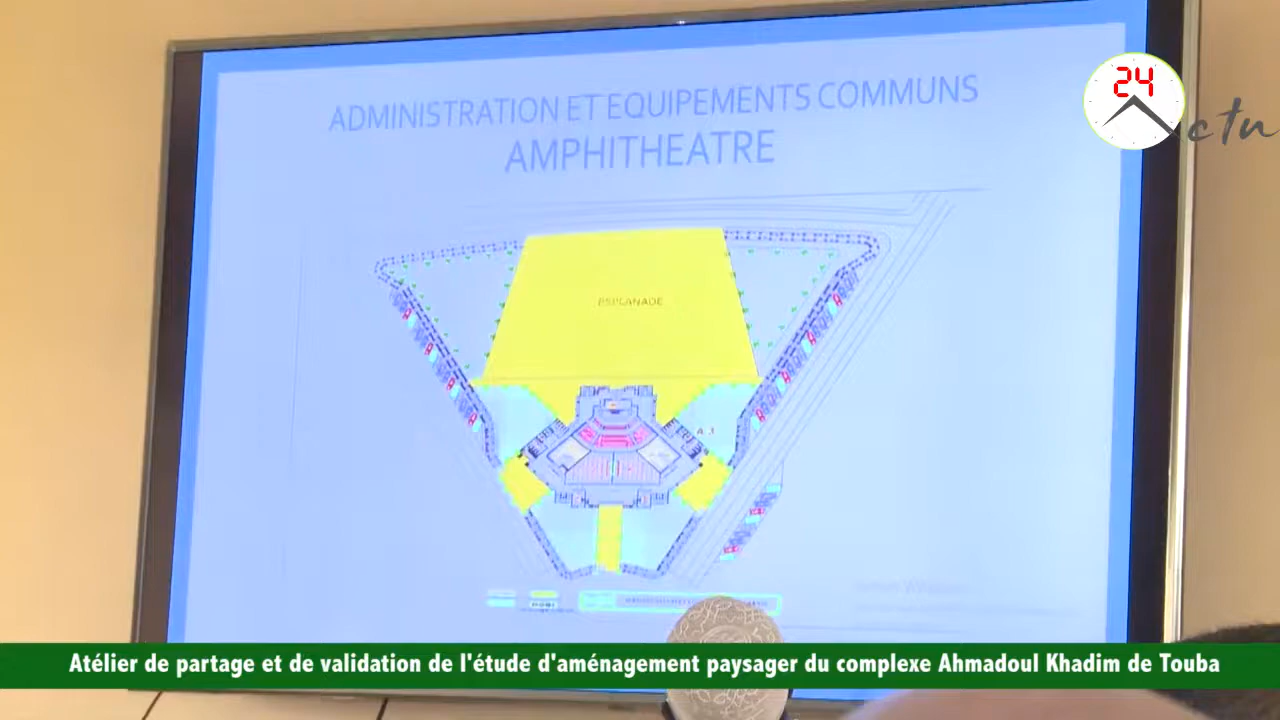 ADMINISTRATION ET EQUIPEMENTS COMMUNS
AMPHITHEATRE
24
ctu
ESPLANADE
A 3
Atélier de partage et de validation de l'étude d'aménagement paysager du complexe Ahmadoul Khadim de Touba